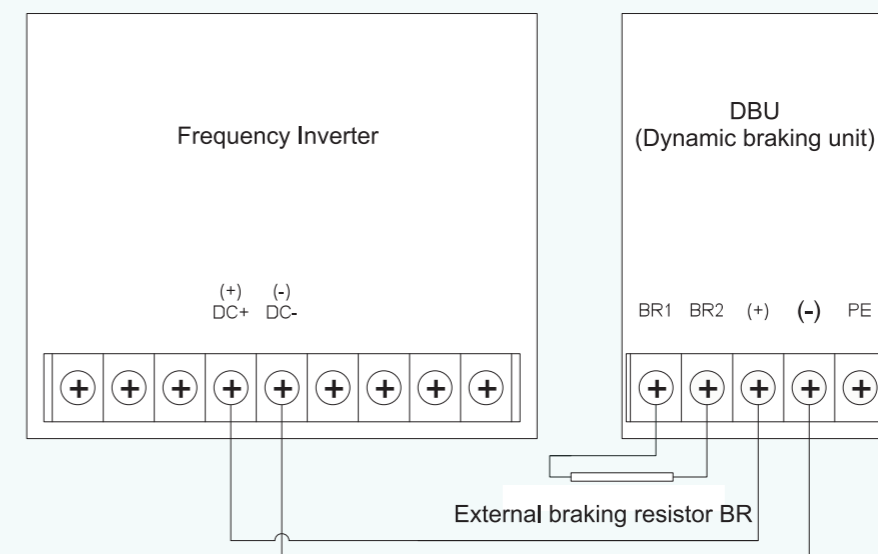 Frequency Inverter
(+) (-)
DC+ DC-
DBU
(Dynamic braking unit)
BR1 BR2 (+) (-) PE
External braking resistor BR